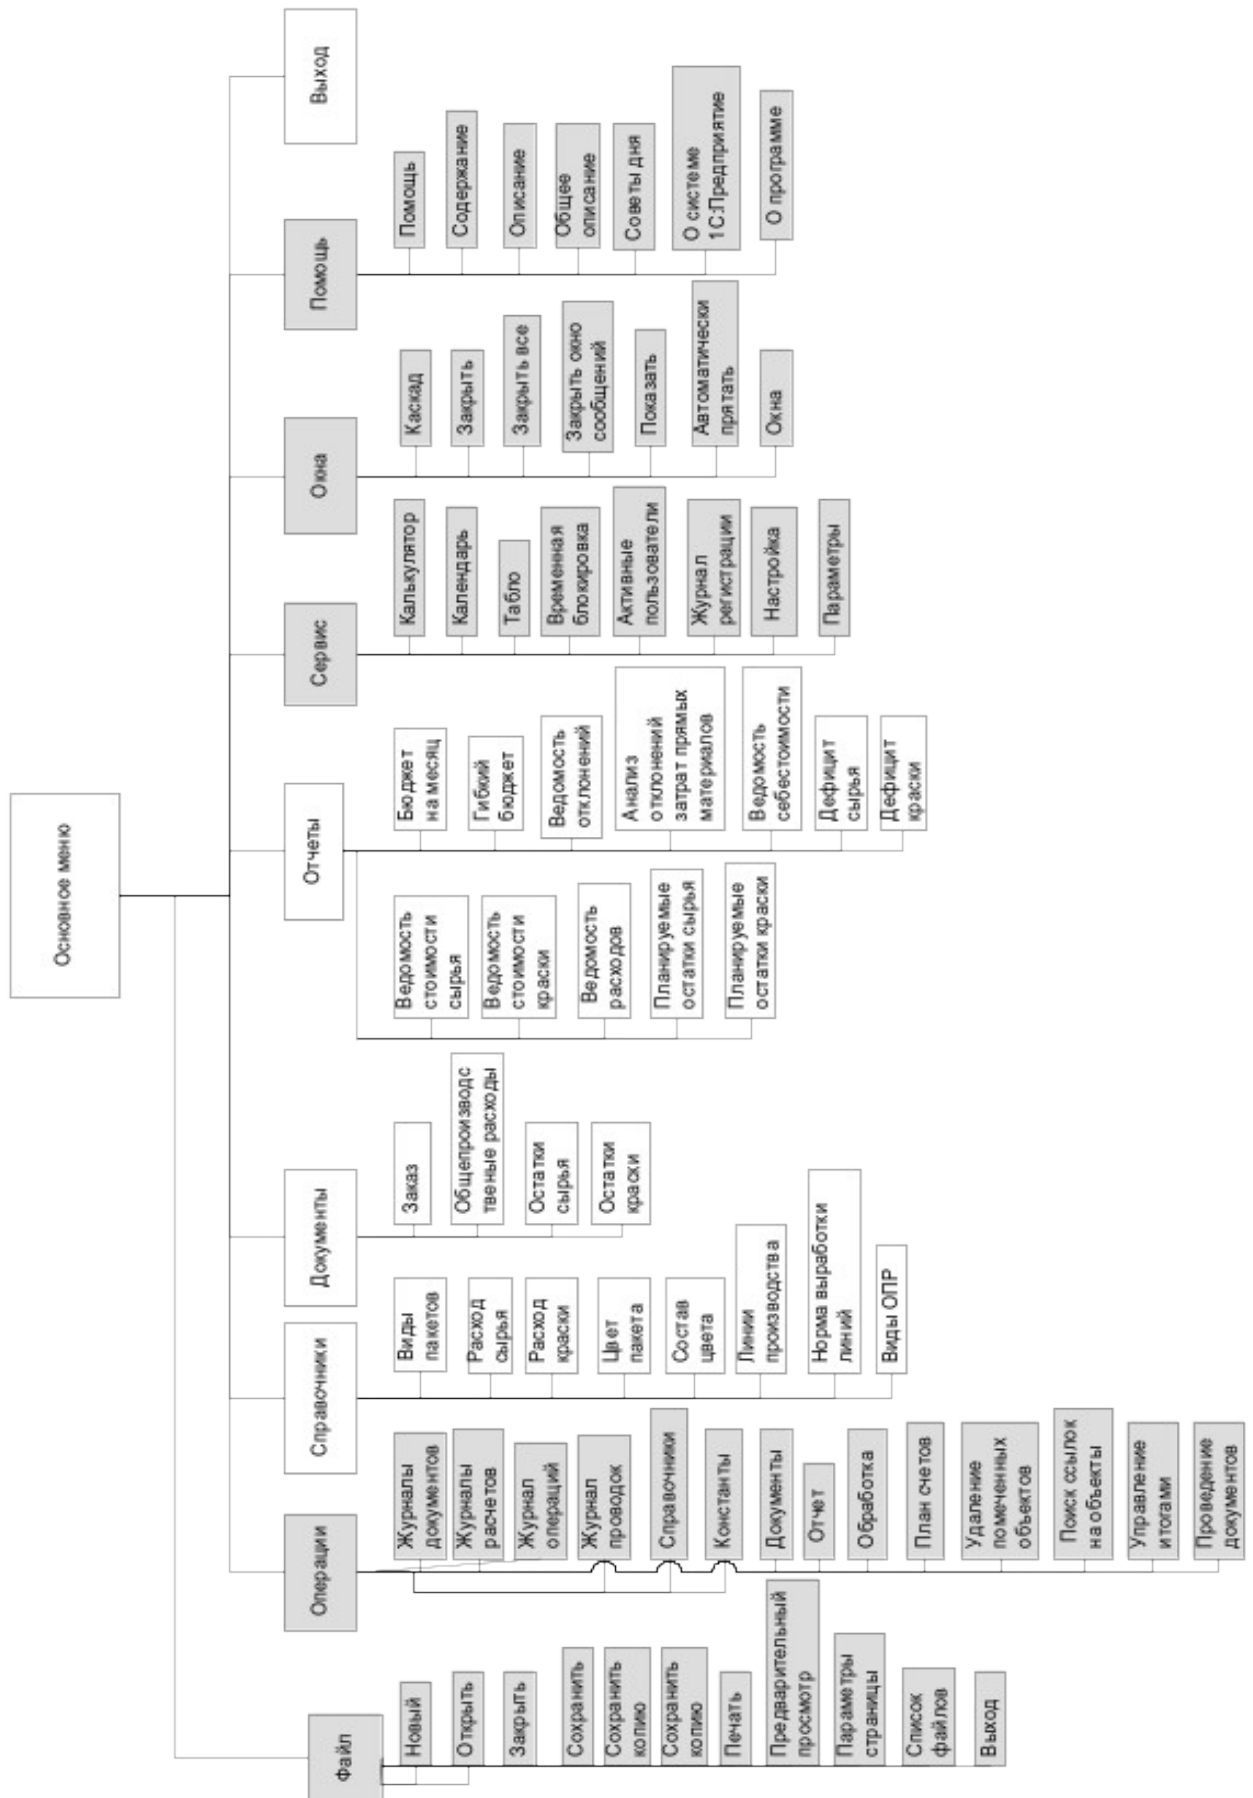 Основное меню
Файл
Новый
Открыть
Закрыть
Сохранить
Сохранить
копию
Сохранить
копию
Печать
Предварительный
просмотр
Параметры
страницы
Список
файлов
Выход
Операции
Журналы
документов
Журналы
расчетов
Журнал
операций
Журнал
проводок
Справочники
Константы
Документы
Отчет
Обработка
План счетов
Удаление
помеченных
объектов
Поиск ссылок
на объекты
Управление
итогами
Проведение
документов
Справочники
Виды
пакетов
Расход
сырья
Расход
краски
Цвет
пакета
Состав
цвета
Линии
производства
Норма выработки
линий
Виды ОПР
Документы
Заказ
Общепроизводс
твеные расходы
Остатки
сырья
Остатки
краски
Отчеты
Ведомость
стоимости
сырья
Ведомость
стоимости
краски
Ведомость
расходов
Планируемые
остатки сырья
Планируемые
остатки краски
Бюджет
на месяц
Гибкий
бюджет
Ведомость
отклонений
Анализ
отклонений
затрат прямых
материалов
Ведомость
себестоимости
Дефицит
сырья
Дефицит
краски
Сервис
Калькулятор
Календарь
Табло
Временная
блокировка
Активные
пользователи
Журнал
регистрации
Настройка
Параметры
Окна
Каскад
Закрыть
Закрыть все
Закрыть окно
сообщений
Показать
Автоматически
прятать
Окна
Помощь
Помощь
Содержание
Описание
Общее
описание
Советы дня
О системе
1С:Предприятие
О программе
Выход